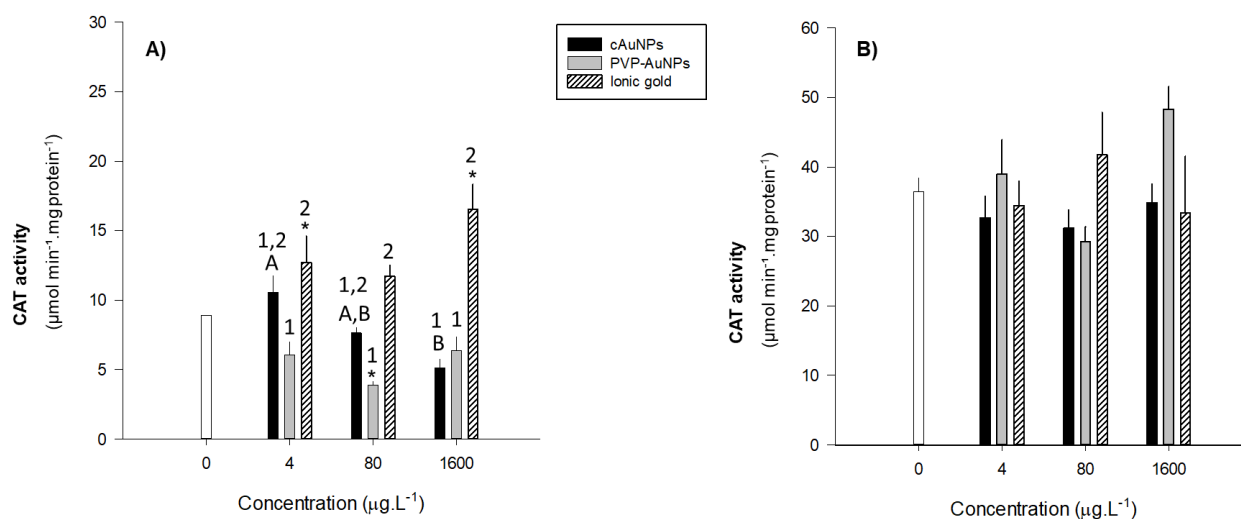 A)
CAT activity
(µmol min⁻¹.mgprotein⁻¹)
30
25
20
15
10
5
0
1,2
A
1
2
*
1,2
A,B
1
*
2
1
B
1
2
*
0
4
80
1600
Concentration (µg.L⁻¹)
cAuNPs
PVP-AuNPs
Ionic gold
B)
CAT activity
(µmol min⁻¹.mgprotein⁻¹)
60
50
40
30
20
10
0
0
4
80
1600
Concentration (µg.L⁻¹)